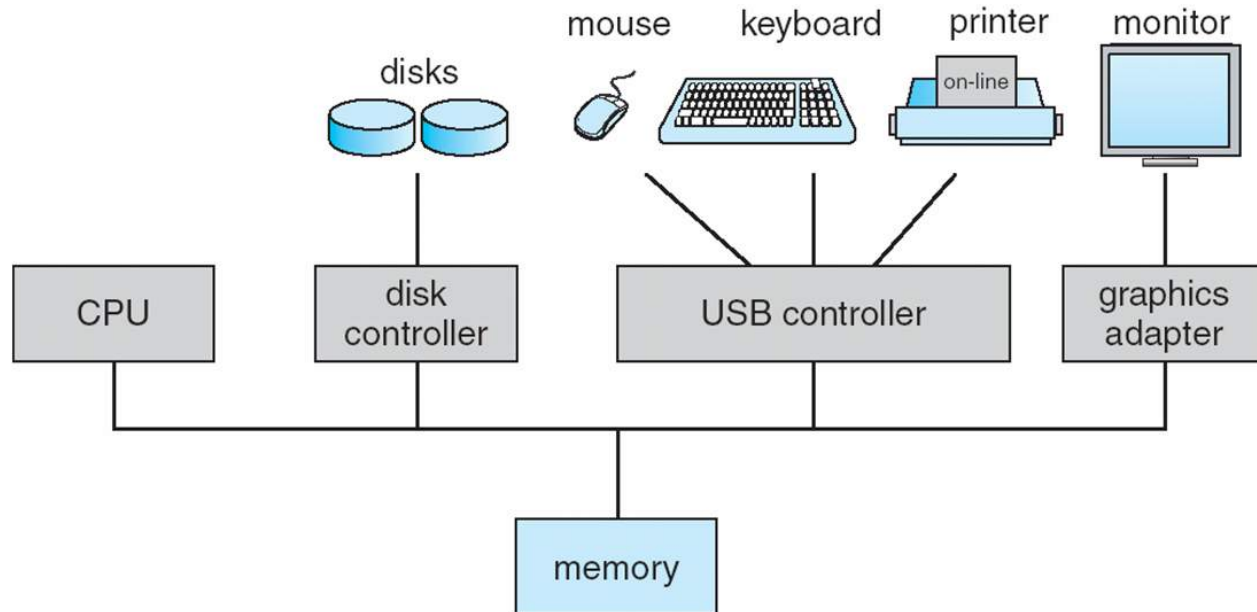 mouse
keyboard
printer
monitor
disks
on-line
CPU
disk
controller
USB controller
graphics
adapter
memory